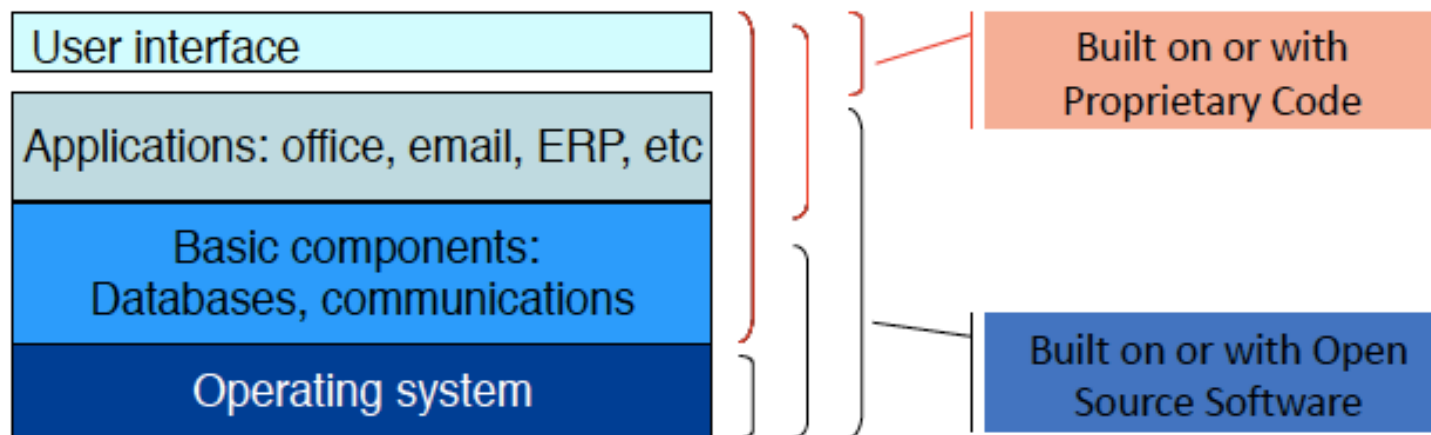 User interface
Applications: office, email, ERP, etc
Basic components:
Databases, communications
Operating system
Built on or with
Proprietary Code
Built on or with Open
Source Software